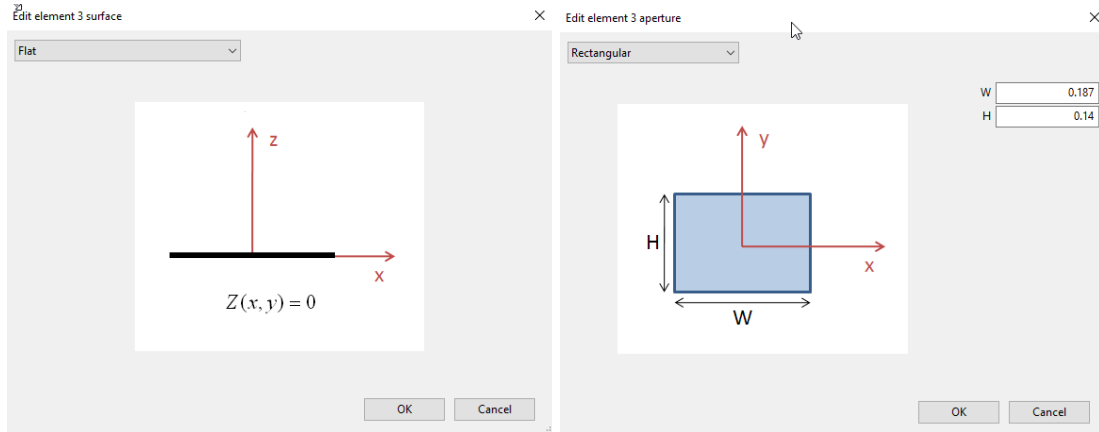 Edit element 3 surface
Flat
z
x
Z(x, y) = 0
OK Cancel
Edit element 3 aperture
Rectangular
W 0.187
H 0.14
y
H
x
W
OK Cancel